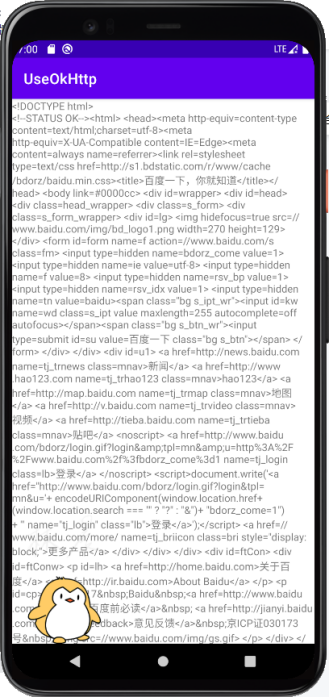 7:00 LTE
UseOkHttp
<!DOCTYPE html>
<!--STATUS OK--><html> <head><meta http-equiv=content-type
content=text/html;charset=utf-8><meta
http-equiv=X-UA-Compatible content=IE=Edge><meta
content=always name=referrer><link rel=stylesheet
type=text/css href=http://s1.bdstatic.com/r/www/cache
/bdorz/baidu.min.css><title>百度一下，你就知道</title></
head> <body link=#0000cc> <div id=wrapper> <div id=head>
<div class=head_wrapper> <div class=s_form> <div
class=s_form_wrapper> <div id=lg> <img hidefocus=true src=//
www.baidu.com/img/bd_logo1.png width=270 height=129>
</div> <form id=form name=f action=//www.baidu.com/s
class=fm> <input type=hidden name=bdorz_come value=1>
<input type=hidden name=ie value=utf-8> <input type=hidden
name=f value=8> <input type=hidden name=rsv_bp value=1>
<input type=hidden name=rsv_idx value=1> <input type=hidden
name=tn value=baidu><span class="bg s_ipt_wr"><input id=kw
name=wd class=s_ipt value maxlength=255 autocomplete=off
autofocus></span><span class="bg s_btn_wr"><input
type=submit id=su value=百度一下 class="bg s_btn"></span> </
form> </div> </div> <div id=u1> <a href=http://news.baidu.com
name=tj_trnews class=mnav>新闻</a> <a href=http://www
.hao123.com name=tj_trhao123 class=mnav>hao123</a> <a
href=http://map.baidu.com name=tj_trmap class=mnav>地图
</a> <a href=http://v.baidu.com name=tj_trvideo class=mnav>
视频</a> <a href=http://tieba.baidu.com name=tj_trtieba
class=mnav>贴吧</a> <noscript> <a href=http://www.baidu
.com/bdorz/login.gif?login&amp;tpl=mn&amp;u=http%3A%2F
%2Fwww.baidu.com%2f%3fbdorz_come%3d1 name=tj_login
class=lb>登录</a> </noscript> <script>document.write('<a
href="http://www.baidu.com/bdorz/login.gif?login&tpl=
mn&u='+ encodeURIComponent(window.location.href+
(window.location.search === "" ? "?" : "&")+ "bdorz_come=1")
+ '" name="tj_login" class="lb">登录</a>');</script> <a href=//
www.baidu.com/more/ name=tj_briicon class=bri style="display:
block;">更多产品</a> </div> </div> </div> <div id=ftCon> <div
id=ftConw> <p id=lh> <a href=http://home.baidu.com>关于百
度</a> <a href=http://ir.baidu.com>About Baidu</a> </p> <p
id=cp> 17&nbsp;Baidu&nbsp;<a href=http://www
.baidu 百度前必读</a>&nbsp; <a href=http://jianyi.baidu
.com eedback>意见反馈</a>&nbsp;京ICP证030173
号&nbsp; src=//www.baidu.com/img/gs.gif> </p> </div> </